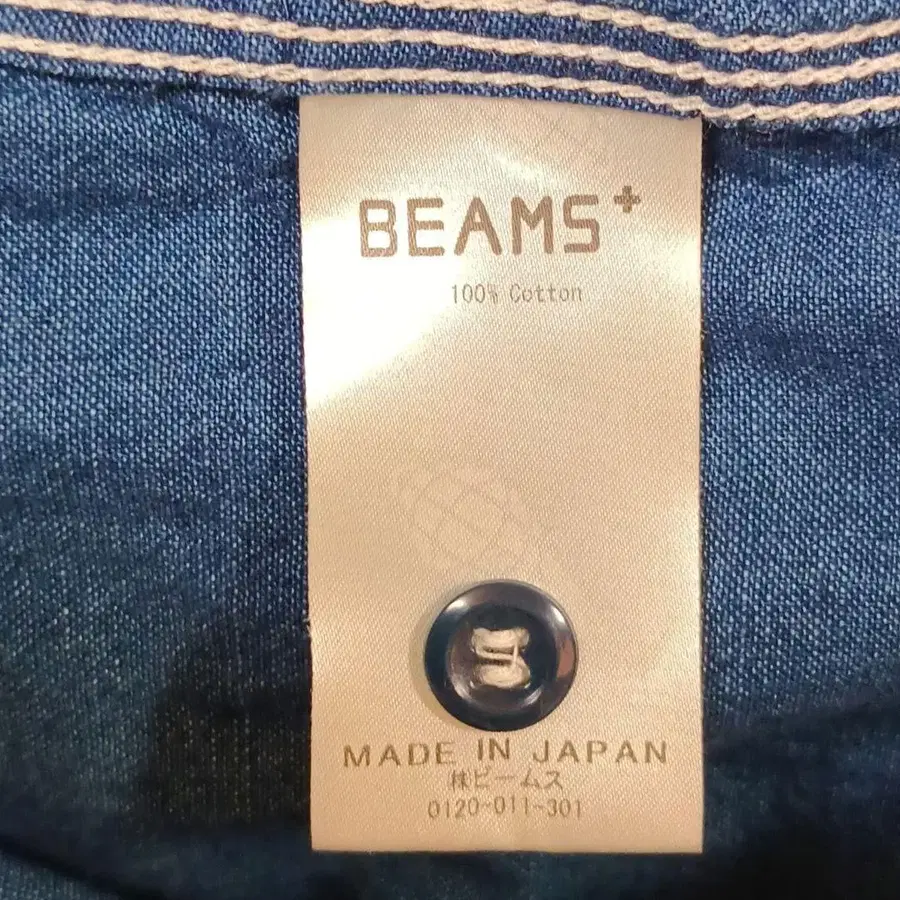 BEAMS+
100% Cotton
MADE IN JAPAN
㈱ビームス
0120-011-301